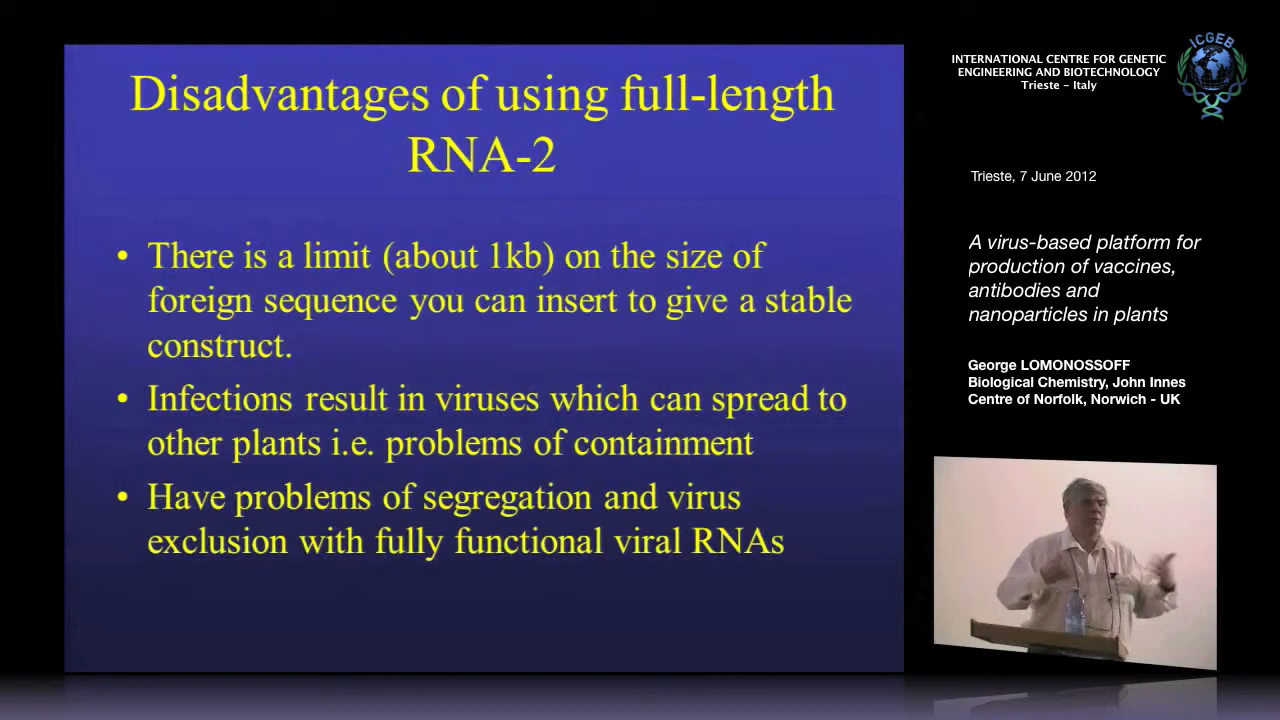 Disadvantages of using full-length
RNA-2
• There is a limit (about 1kb) on the size of
foreign sequence you can insert to give a stable
construct.
• Infections result in viruses which can spread to
other plants i.e. problems of containment
• Have problems of segregation and virus
exclusion with fully functional viral RNAs
INTERNATIONAL CENTRE FOR GENETIC
ENGINEERING AND BIOTECHNOLOGY
Trieste - Italy
ICGEB
Trieste, 7 June 2012
A virus-based platform for
production of vaccines,
antibodies and
nanoparticles in plants
George LOMONOSSOFF
Biological Chemistry, John Innes
Centre of Norfolk, Norwich - UK